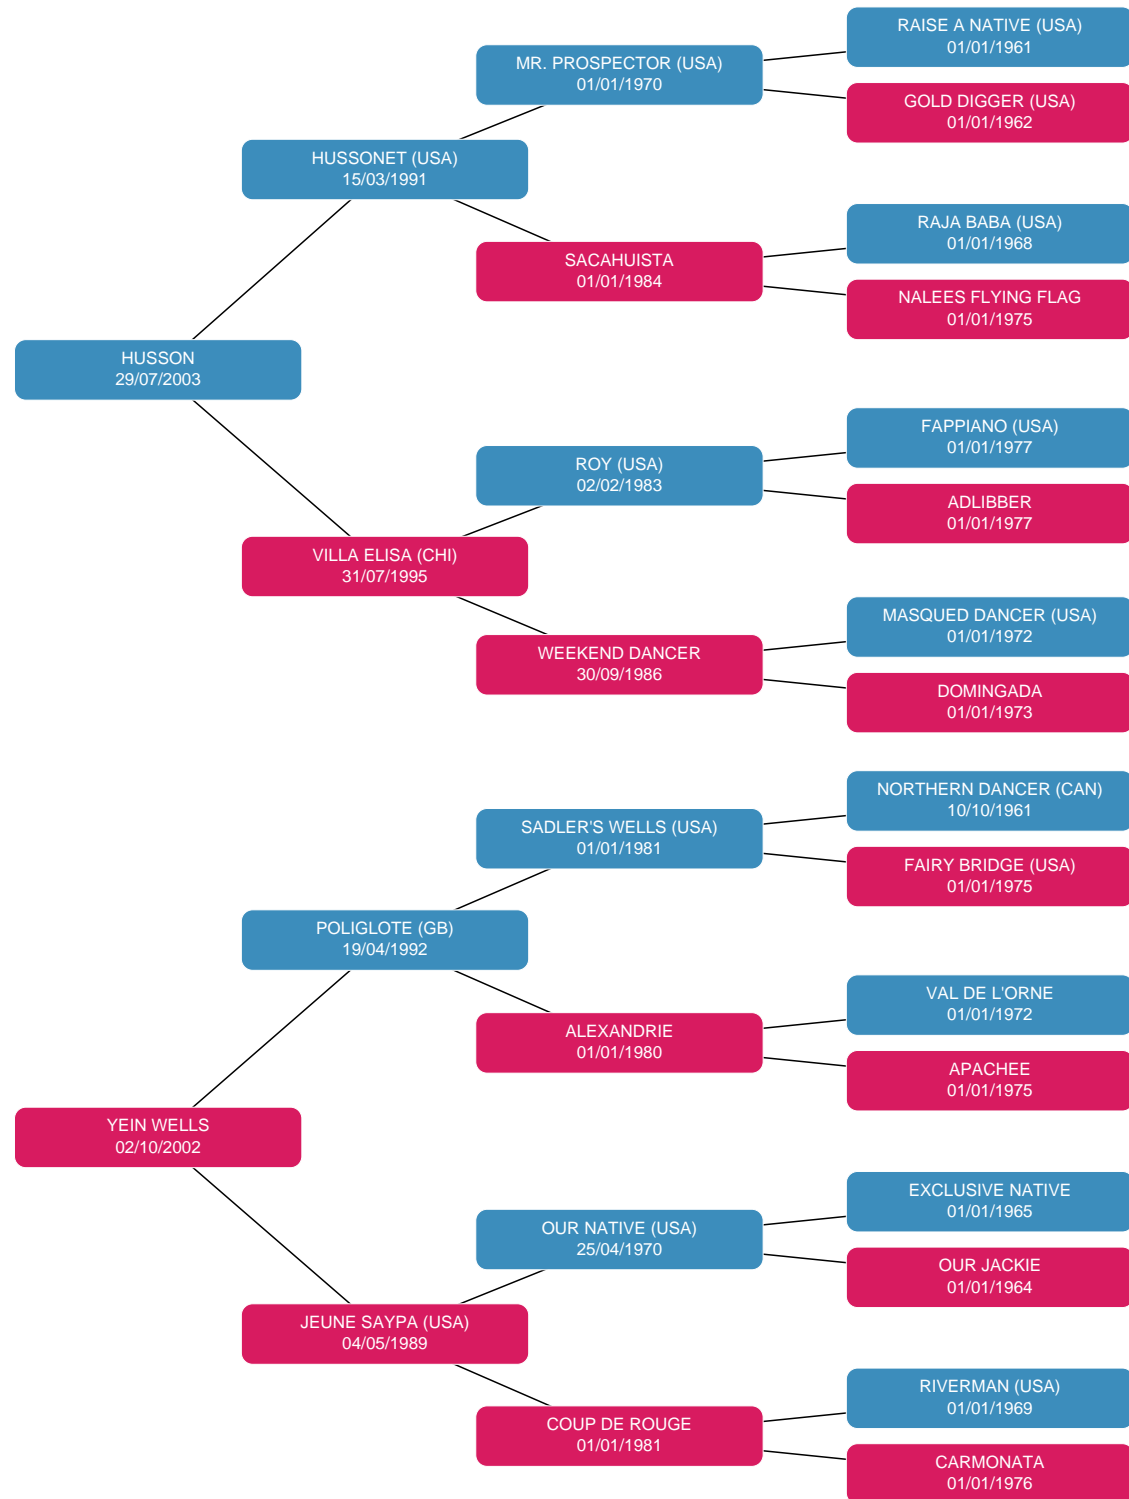 RAISE A NATIVE (USA)
01/01/1961
MR. PROSPECTOR (USA)
01/01/1970
GOLD DIGGER (USA)
01/01/1962
HUSSONET (USA)
15/03/1991
RAJA BABA (USA)
01/01/1968
SACAHUISTA
01/01/1984
NALEES FLYING FLAG
01/01/1975
HUSSON
29/07/2003
FAPPIANO (USA)
01/01/1977
ROY (USA)
02/02/1983
ADLIBBER
01/01/1977
VILLA ELISA (CHI)
31/07/1995
MASQUED DANCER (USA)
01/01/1972
WEEKEND DANCER
30/09/1986
DOMINGADA
01/01/1973
NORTHERN DANCER (CAN)
10/10/1961
SADLER'S WELLS (USA)
01/01/1981
FAIRY BRIDGE (USA)
01/01/1975
POLIGLOTE (GB)
19/04/1992
VAL DE L'ORNE
01/01/1972
ALEXANDRIE
01/01/1980
APACHEE
01/01/1975
YEIN WELLS
02/10/2002
EXCLUSIVE NATIVE
01/01/1965
OUR NATIVE (USA)
25/04/1970
OUR JACKIE
01/01/1964
JEUNE SAYPA (USA)
04/05/1989
RIVERMAN (USA)
01/01/1969
COUP DE ROUGE
01/01/1981
CARMONATA
01/01/1976